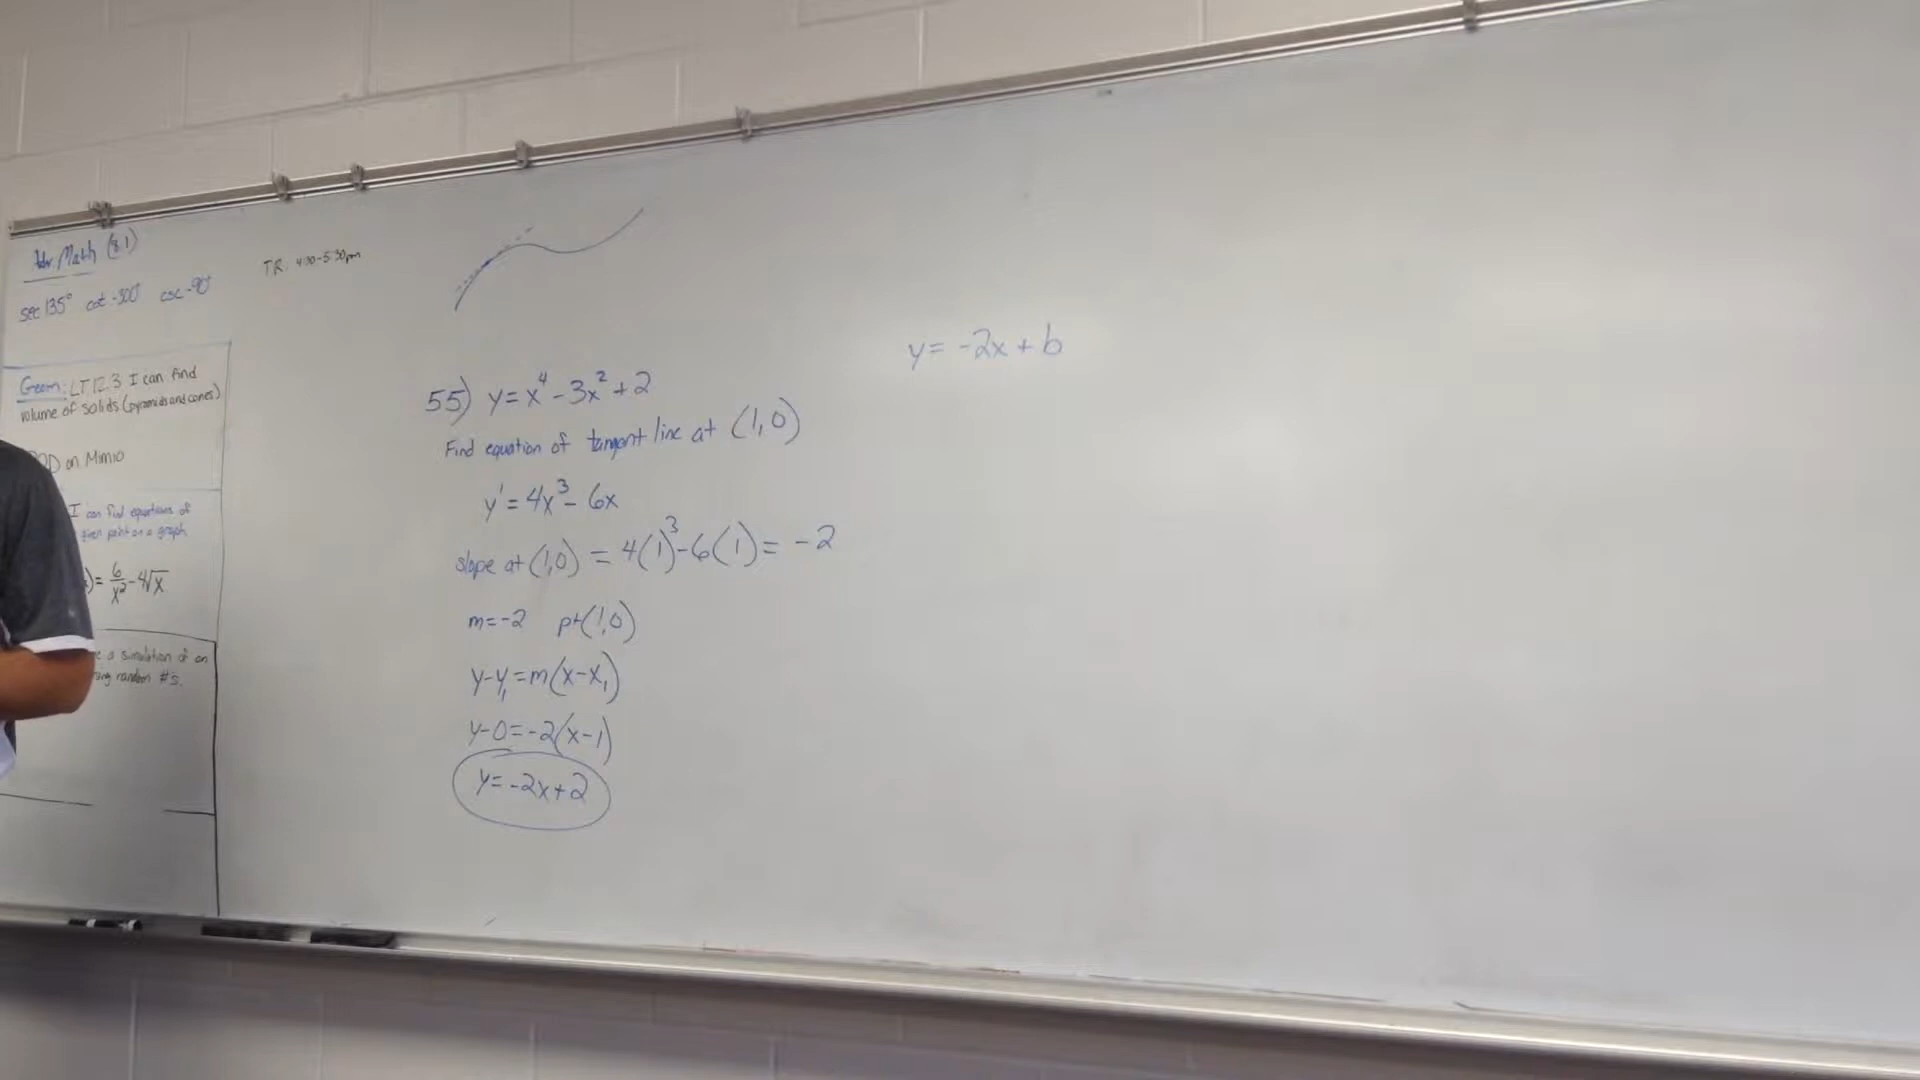 Adv Math (8.1)
sec 135° cot -300° csc -90°
TR: 4:30-5:30pm
Geom: LT 12.3 I can find
volume of solids (pyramids and cones)
on Mimio
I can find equations of
point on a graph
)= 6/x² - 4√x
a simulation of an
random #'s.
55) y = x⁴ - 3x² + 2
Find equation of tangent line at (1,0)
y' = 4x³ - 6x
slope at (1,0) = 4(1)³ - 6(1) = -2
m = -2 pt (1,0)
y - y₁ = m(x - x₁)
y - 0 = -2(x - 1)
y = -2x + 2
y = -2x + b